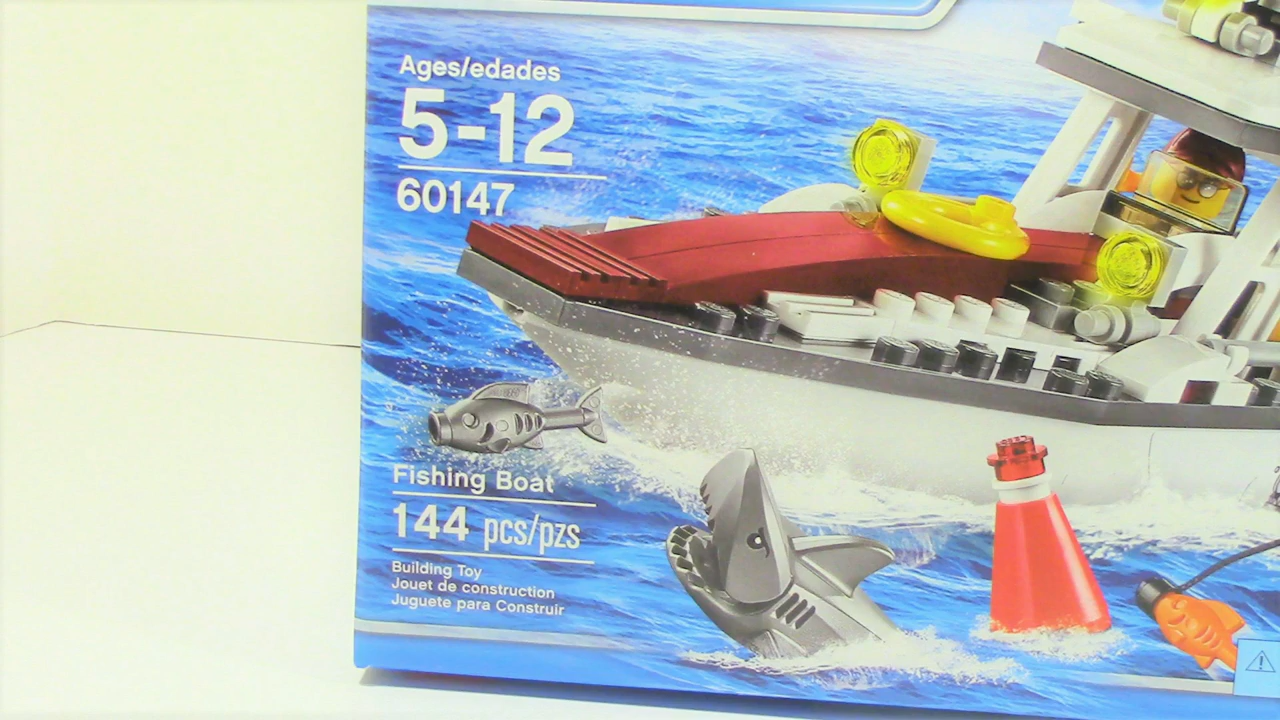 Ages/edades
5-12
60147
Fishing Boat
144 pcs/pzs
Building Toy
Jouet de construction
Juguete para Construir